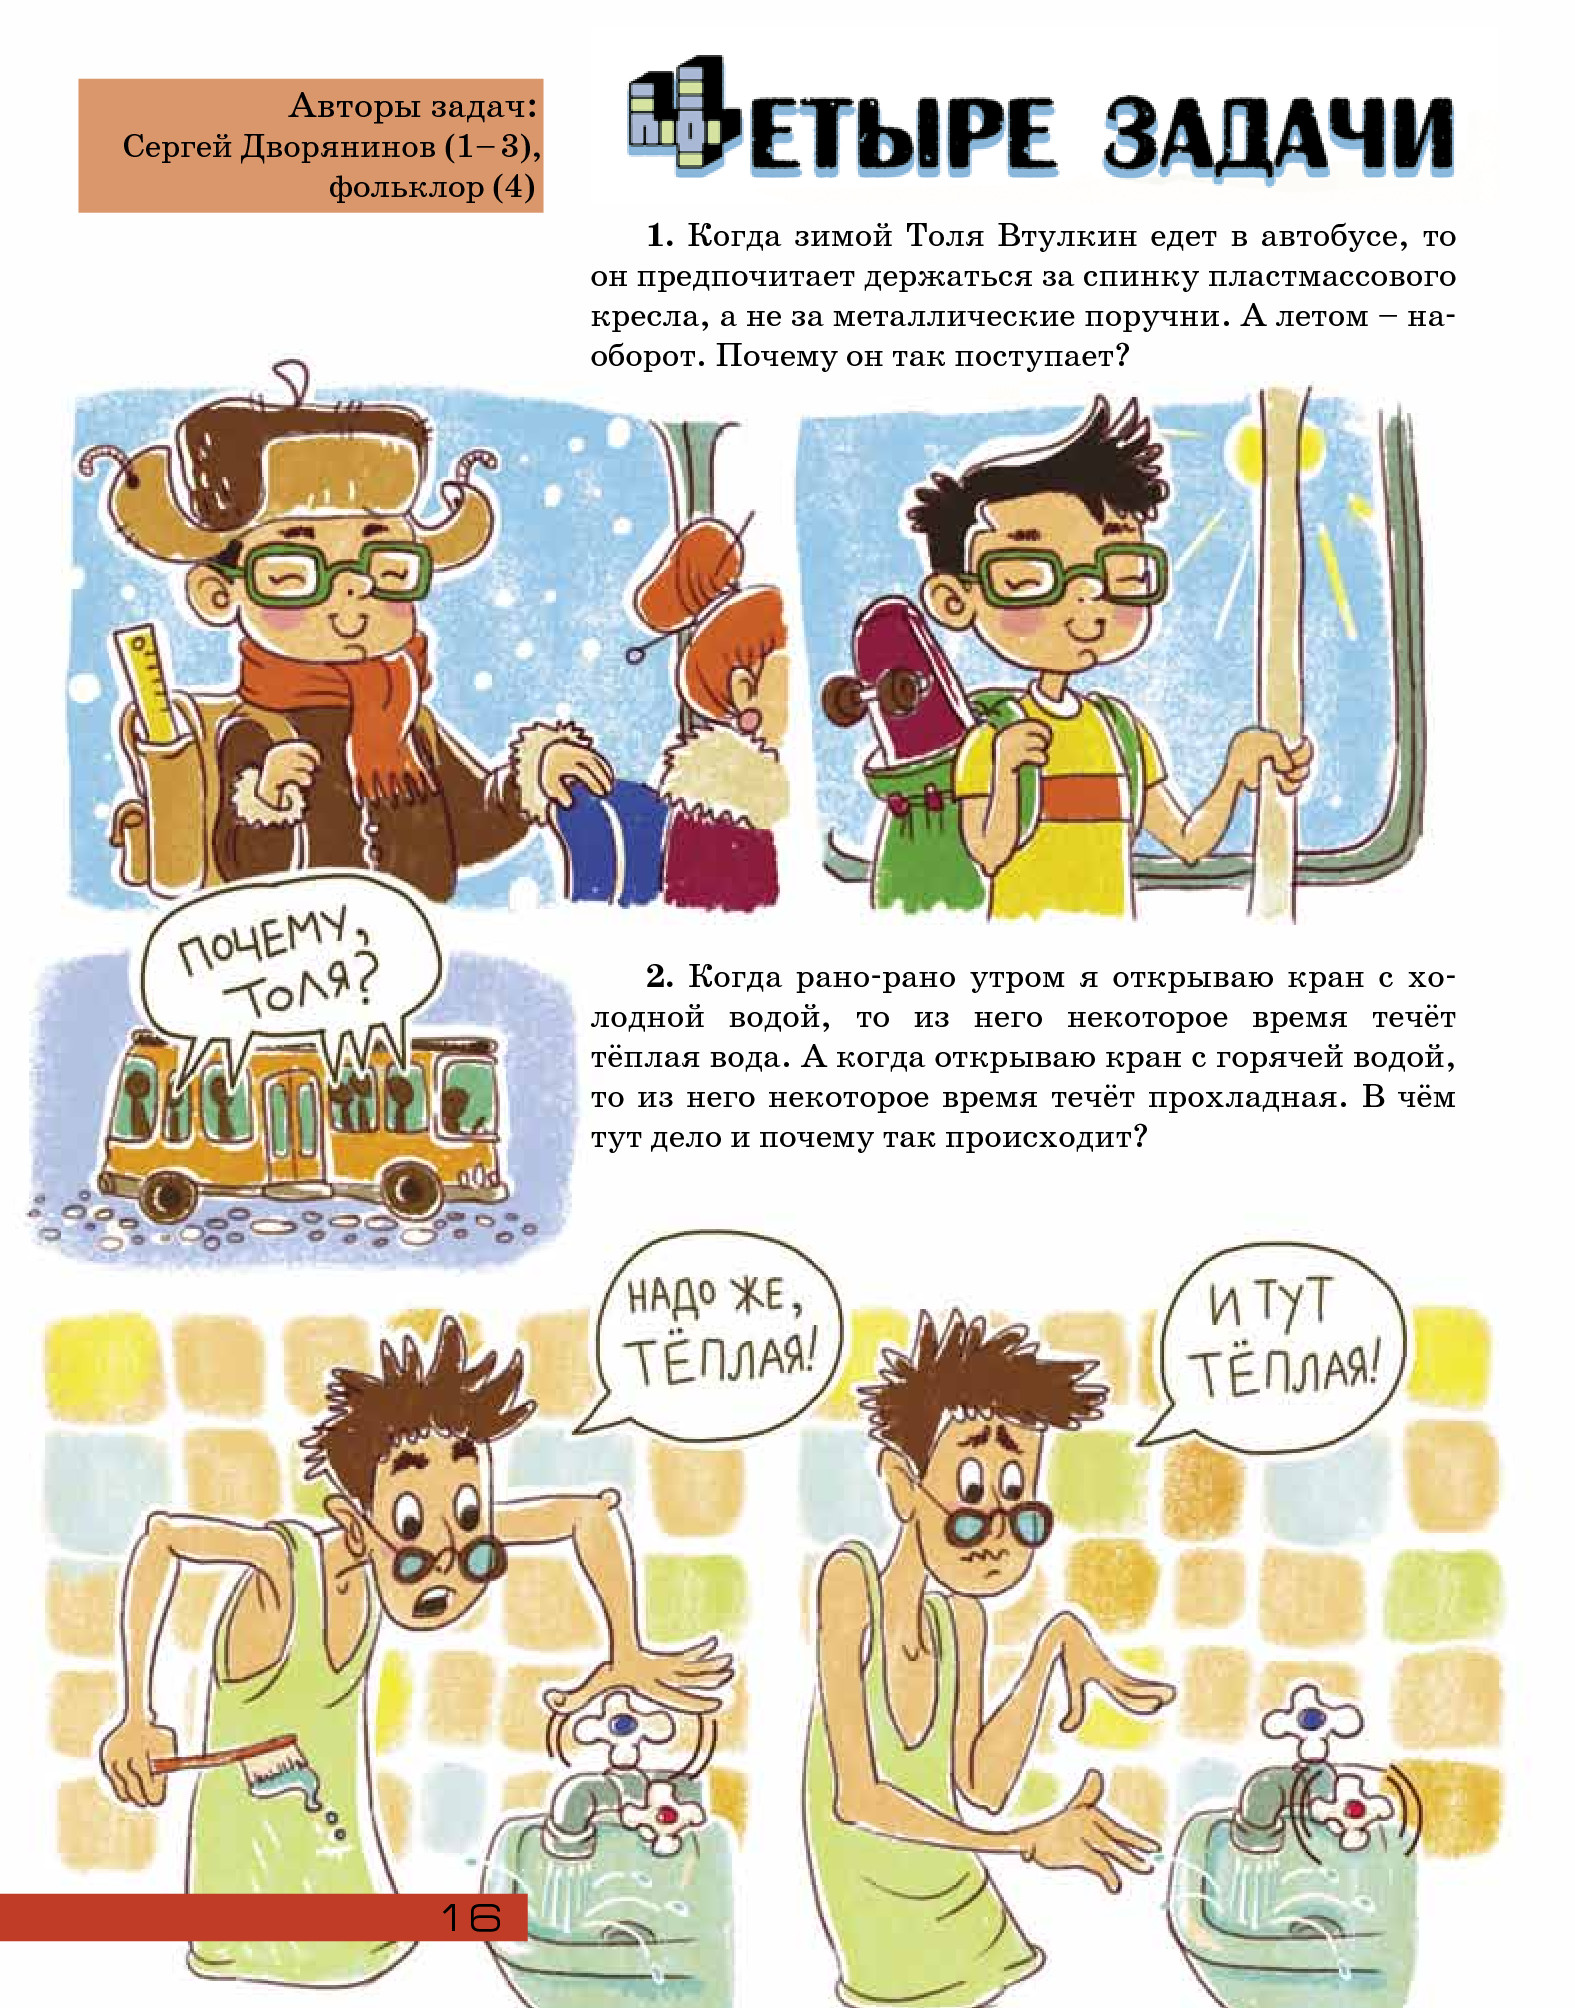 Авторы задач:
Сергей Дворянинов (1–3),
фольклор (4)
ЧЕТЫРЕ ЗАДАЧИ
1. Когда зимой Толя Втулкин едет в автобусе, то
он предпочитает держаться за спинку пластмассового
кресла, а не за металлические поручни. А летом – на-
оборот. Почему он так поступает?
ПОЧЕМУ,
ТОЛЯ?
2. Когда рано-рано утром я открываю кран с хо-
лодной водой, то из него некоторое время течёт
тёплая вода. А когда открываю кран с горячей водой,
то из него некоторое время течёт прохладная. В чём
тут дело и почему так происходит?
НАДО ЖЕ,
ТЁПЛАЯ!
И ТУТ
ТЁПЛАЯ!
16